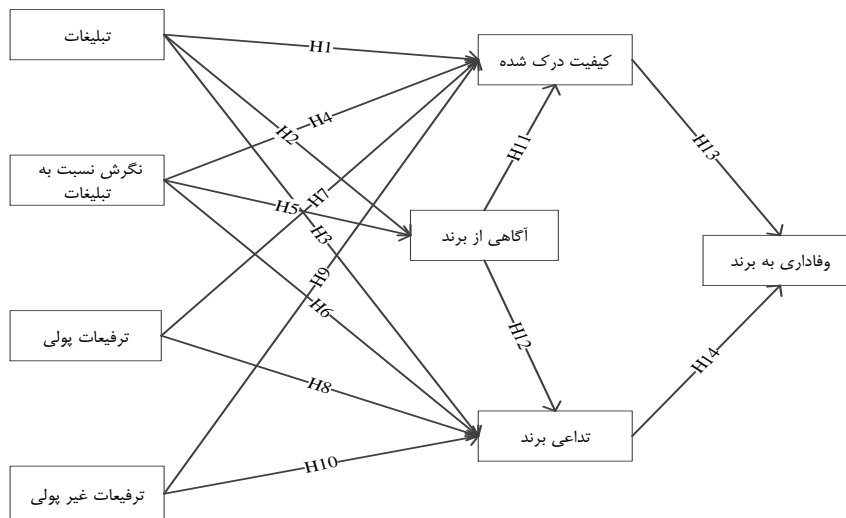 تبلیغات
کیفیت درک شده
نگرش نسبت به
تبلیغات
آگاهی از برند
وفاداری به برند
ترفیعات پولی
تداعی برند
ترفیعات غیر پولی
H1
H4
H2
H11
H13
H7
H5
H3
H9
H6
H12
H14
H8
H10